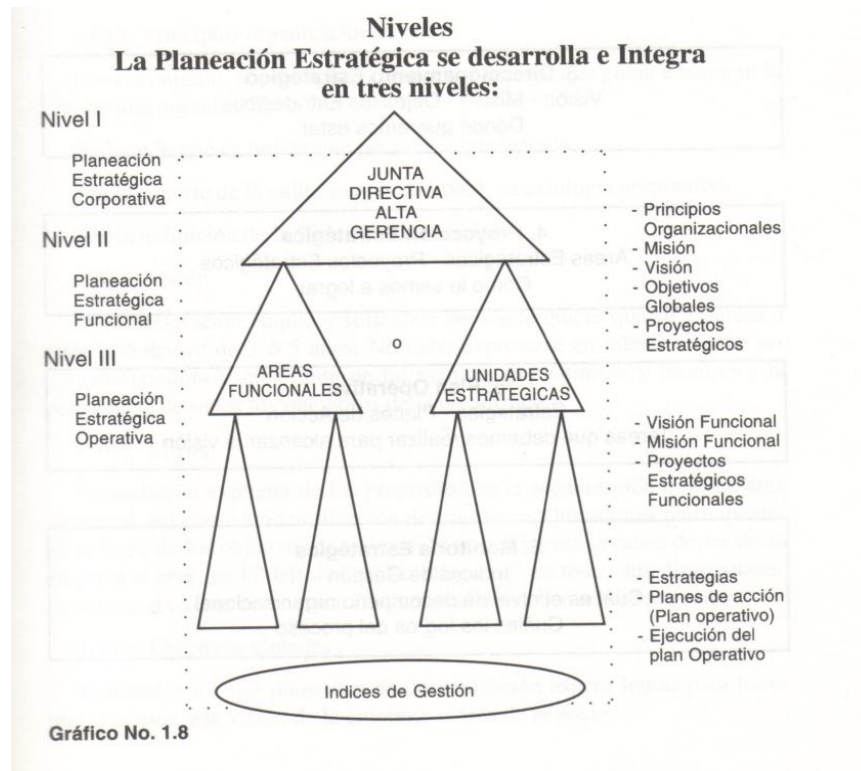 Niveles
La Planeación Estratégica se desarrolla e Integra
en tres niveles:
Nivel I
Planeación
Estratégica
Corporativa
Nivel II
Planeación
Estratégica
Funcional
Nivel III
Planeación
Estratégica
Operativa
JUNTA
DIRECTIVA
ALTA
GERENCIA
o
AREAS
FUNCIONALES
UNIDADES
ESTRATEGICAS
- Principios
Organizacionales
- Misión
- Visión
- Objetivos
Globales
- Proyectos
Estratégicos
- Visión Funcional
- Misión Funcional
- Proyectos
Estratégicos
Funcionales
- Estrategias
- Planes de acción
(Plan operativo)
- Ejecución del
plan Operativo
Indices de Gestión
Gráfico No. 1.8